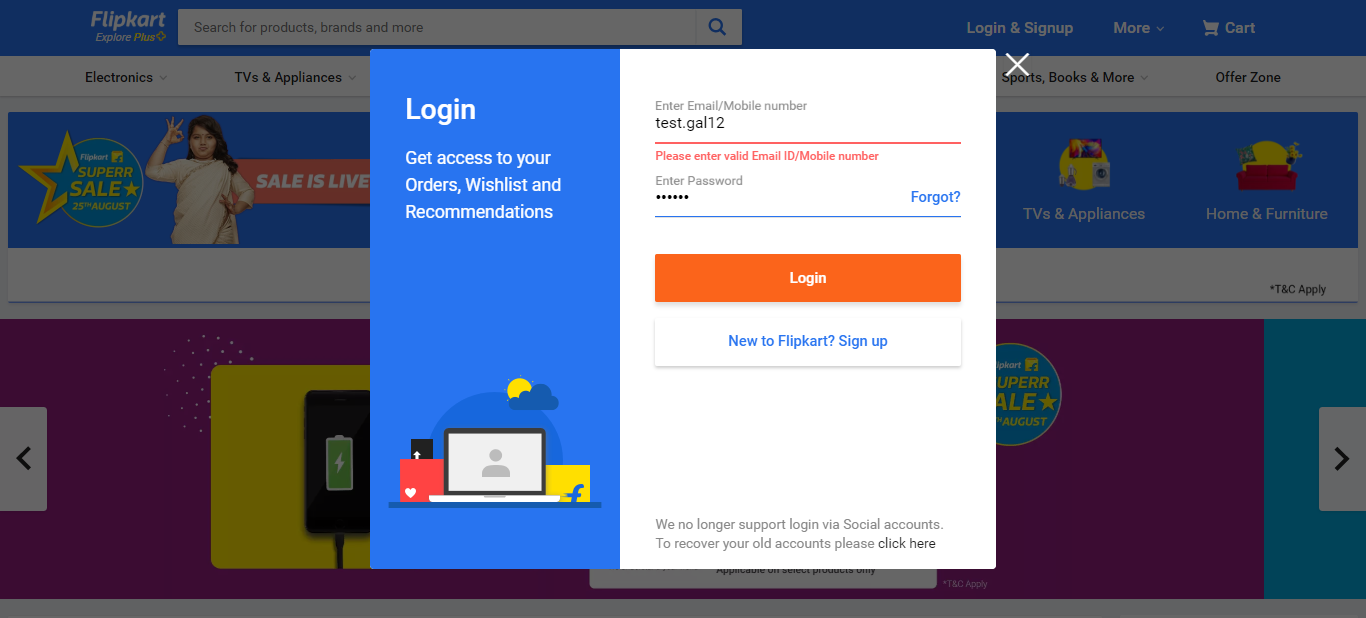 Flipkart
Explore Plus
Search for products, brands and more
Login & Signup
More
Cart
Electronics
TVs & Appliances
Sports, Books & More
Offer Zone
Flipkart
SUPERR
SALE
25TH AUGUST
SALE IS LIVE
TVs & Appliances
Home & Furniture
*T&C Apply
Login
Get access to your
Orders, Wishlist and
Recommendations
Enter Email/Mobile number
test.gal12
Please enter valid Email ID/Mobile number
Enter Password
••••••
Forgot?
Login
New to Flipkart? Sign up
We no longer support login via Social accounts.
To recover your old accounts please click here
ipkart
UPERR
ALE
AUGUST
Applicable on select products only
*T&C Apply